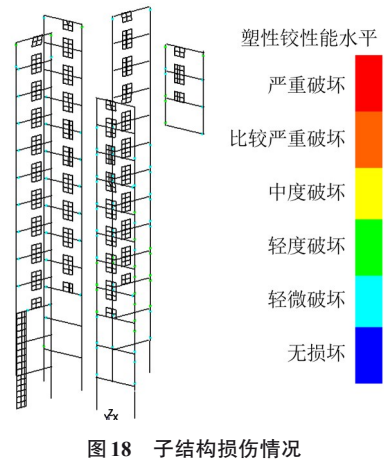 塑性铰性能水平
严重破坏
比较严重破坏
中度破坏
轻度破坏
轻微破坏
无损坏
Z
YX
图18 子结构损伤情况